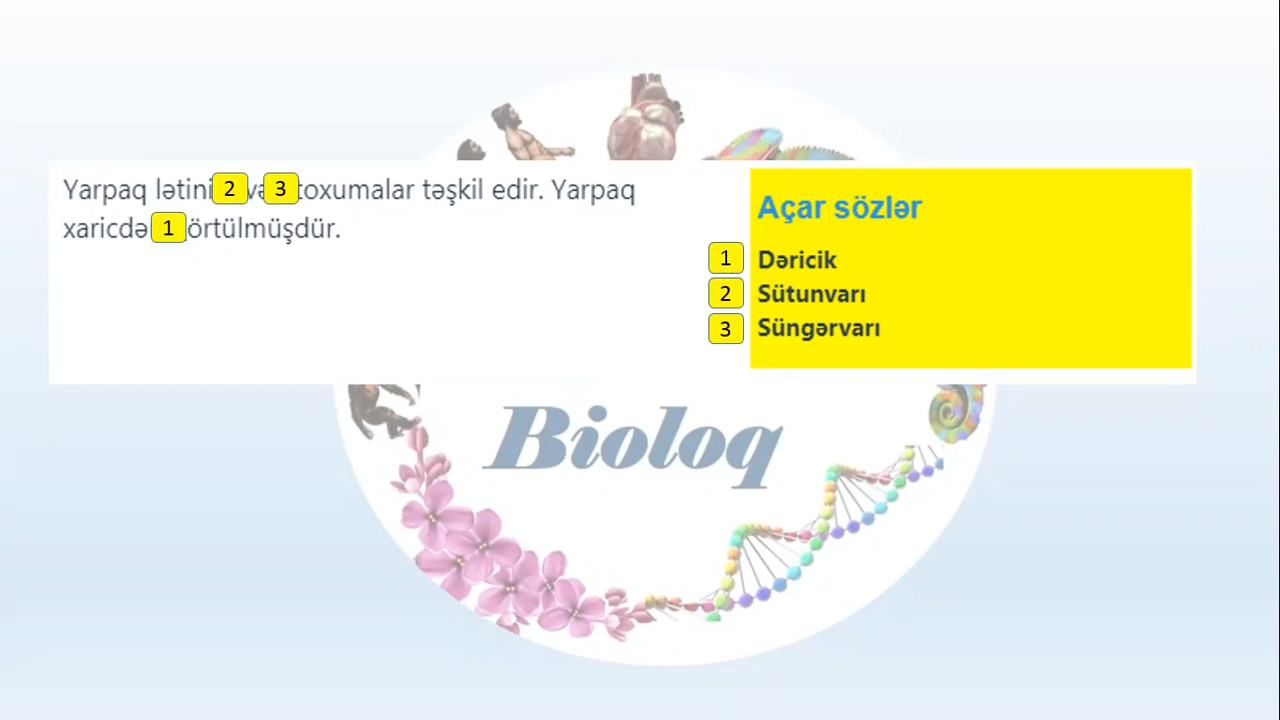 Yarpaq lətini 2 və 3 toxumalar təşkil edir. Yarpaq
xaricdə 1 örtülmüşdür.
Açar sözlər
1 Dəricik
2 Sütunvarı
3 Süngərvarı
Bioloq